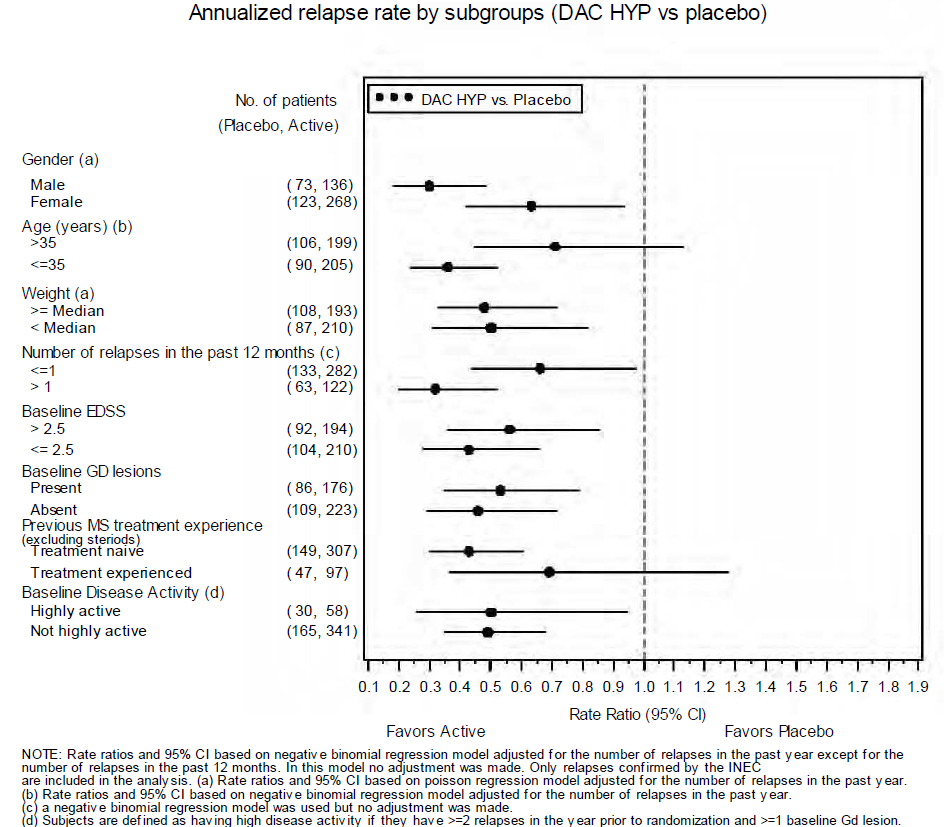 Annualized relapse rate by subgroups (DAC HYP vs placebo)
No. of patients
(Placebo, Active)
DAC HYP vs. Placebo
Gender (a)
Male ( 73, 136)
Female (123, 268)
Age (years) (b)
>35 (106, 199)
<=35 ( 90, 205)
Weight (a)
>= Median (108, 193)
< Median ( 87, 210)
Number of relapses in the past 12 months (c)
<=1 (133, 282)
> 1 ( 63, 122)
Baseline EDSS
> 2.5 ( 92, 194)
<= 2.5 (104, 210)
Baseline GD lesions
Present ( 86, 176)
Absent (109, 223)
Previous MS treatment experience
(excluding steriods)
Treatment naive (149, 307)
Treatment experienced ( 47, 97)
Baseline Disease Activity (d)
Highly active ( 30, 58)
Not highly active (165, 341)
0.1 0.2 0.3 0.4 0.5 0.6 0.7 0.8 0.9 1.0 1.1 1.2 1.3 1.4 1.5 1.6 1.7 1.8 1.9
Rate Ratio (95% CI)
Favors Active Favors Placebo
NOTE: Rate ratios and 95% CI based on negative binomial regression model adjusted for the number of relapses in the past year except for the
number of relapses in the past 12 months. In this model no adjustment was made. Only relapses confirmed by the INEC
are included in the analysis. (a) Rate ratios and 95% CI based on poisson regression model adjusted for the number of relapses in the past year.
(b) Rate ratios and 95% CI based on negative binomial regression model adjusted for the number of relapses in the past year.
(c) a negative binomial regression model was used but no adjustment was made.
(d) Subjects are defined as having high disease activity if they have >=2 relapses in the year prior to randomization and >=1 baseline Gd lesion.